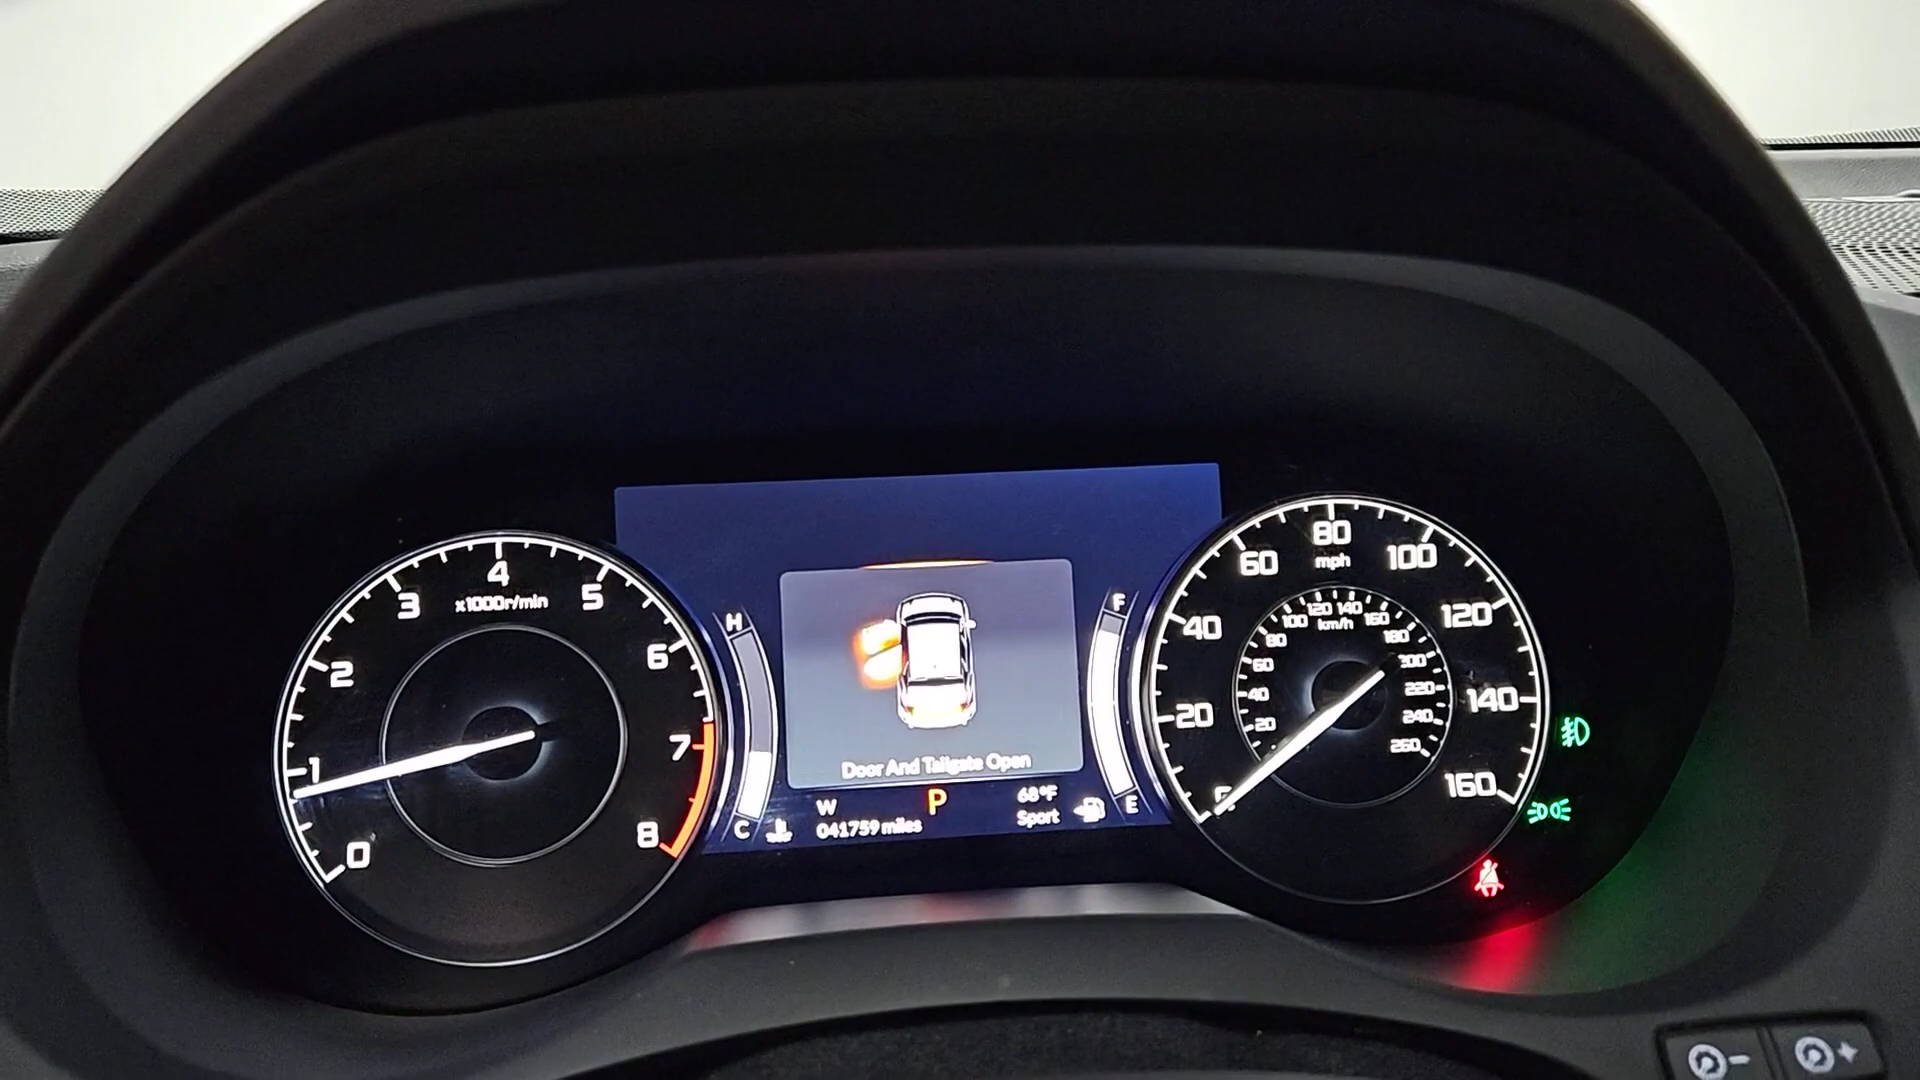 0
1
2
3
4
5
6
7
8
x1000r/min
H
C
Door And Tailgate Open
W
P
68°F
041759 miles
Sport
F
E
20
40
60
80
100
120
140
160
mph
20
40
60
80
100
120
140
160
180
200
220
240
260
km/h